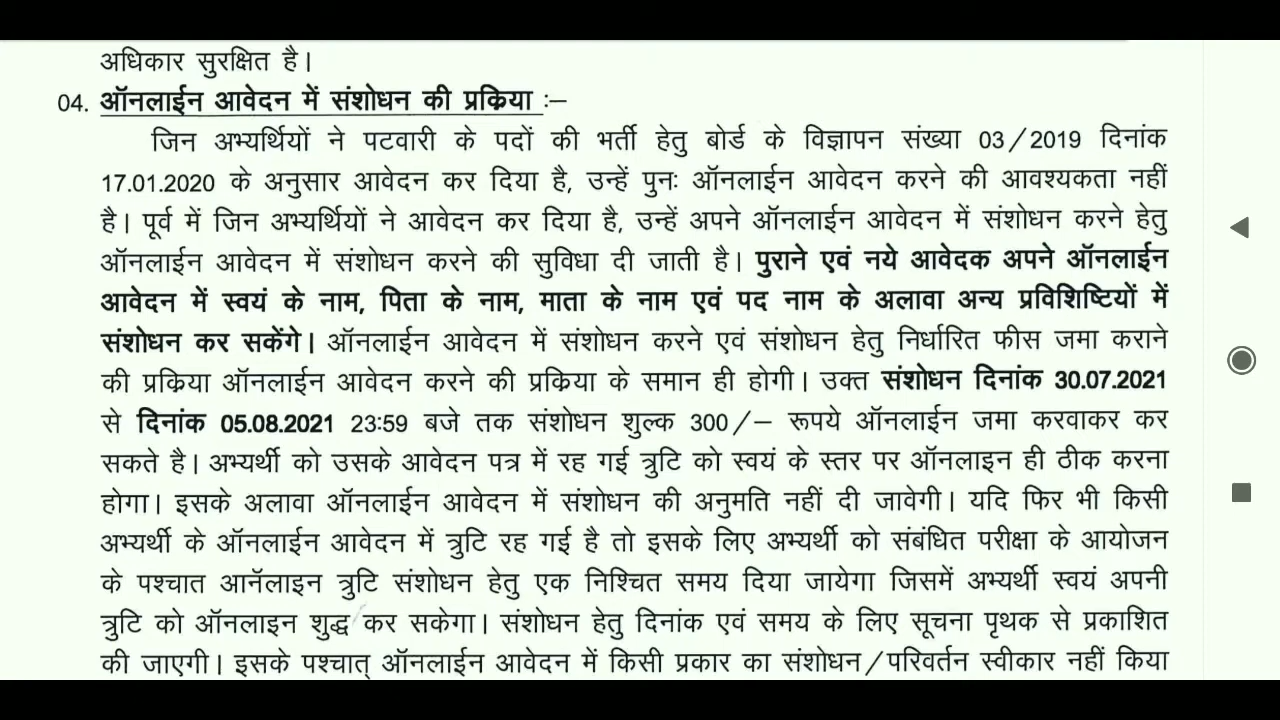 अधिकार सुरक्षित है।
04. ऑनलाईन आवेदन में संशोधन की प्रक्रिया :–
जिन अभ्यर्थियों ने पटवारी के पदों की भर्ती हेतु बोर्ड के विज्ञापन संख्या 03/2019 दिनांक
17.01.2020 के अनुसार आवेदन कर दिया है, उन्हें पुनः ऑनलाईन आवेदन करने की आवश्यकता नहीं
है। पूर्व में जिन अभ्यर्थियों ने आवेदन कर दिया है, उन्हें अपने ऑनलाईन आवेदन में संशोधन करने हेतु
ऑनलाईन आवेदन में संशोधन करने की सुविधा दी जाती है। पुराने एवं नये आवेदक अपने ऑनलाईन
आवेदन में स्वयं के नाम, पिता के नाम, माता के नाम एवं पद नाम के अलावा अन्य प्रविशिष्टियों में
संशोधन कर सकेंगे। ऑनलाईन आवेदन में संशोधन करने एवं संशोधन हेतु निर्धारित फीस जमा कराने
की प्रक्रिया ऑनलाईन आवेदन करने की प्रक्रिया के समान ही होगी। उक्त संशोधन दिनांक 30.07.2021
से दिनांक 05.08.2021 23:59 बजे तक संशोधन शुल्क 300/– रूपये ऑनलाईन जमा करवाकर कर
सकते है। अभ्यर्थी को उसके आवेदन पत्र में रह गई त्रुटि को स्वयं के स्तर पर ऑनलाइन ही ठीक करना
होगा। इसके अलावा ऑनलाईन आवेदन में संशोधन की अनुमति नहीं दी जावेगी। यदि फिर भी किसी
अभ्यर्थी के ऑनलाईन आवेदन में त्रुटि रह गई है तो इसके लिए अभ्यर्थी को संबंधित परीक्षा के आयोजन
के पश्चात आनॅलाइन त्रुटि संशोधन हेतु एक निश्चित समय दिया जायेगा जिसमें अभ्यर्थी स्वयं अपनी
त्रुटि को ऑनलाइन शुद्ध कर सकेगा। संशोधन हेतु दिनांक एवं समय के लिए सूचना पृथक से प्रकाशित
की जाएगी। इसके पश्चात् ऑनलाईन आवेदन में किसी प्रकार का संशोधन/परिवर्तन स्वीकार नहीं किया